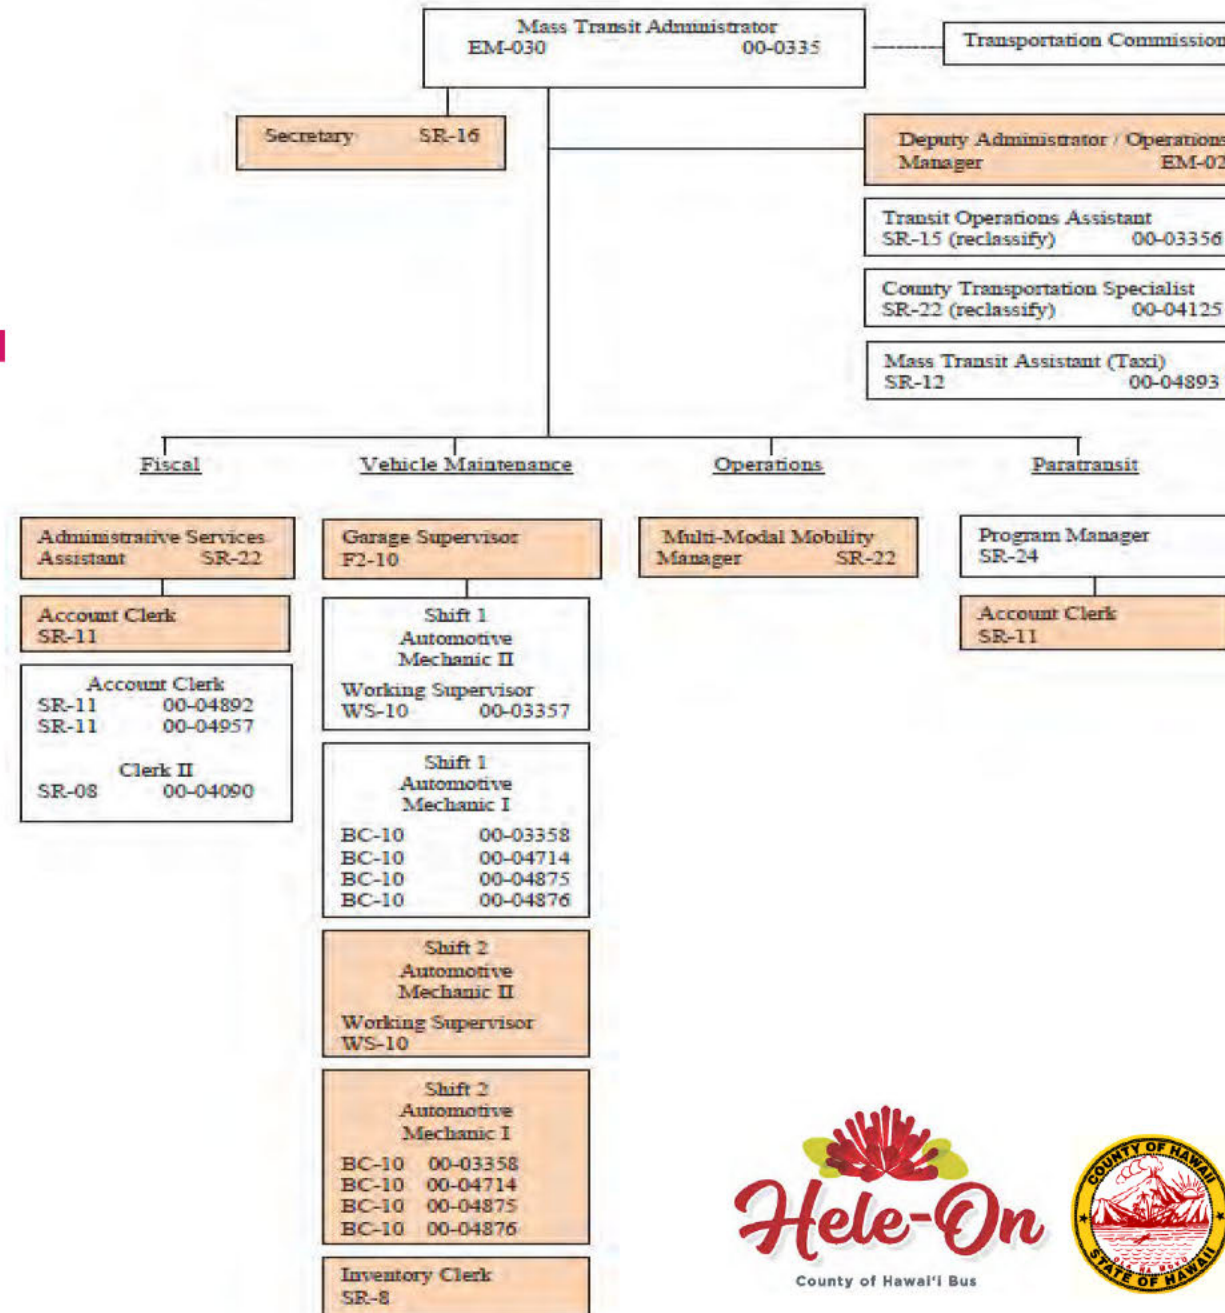 Mass Transit Administrator
EM-030 00-0335
Transportation Commission
Secretary SR-16
Deputy Administrator / Operations
Manager EM-02
Transit Operations Assistant
SR-15 (reclassify) 00-03356
County Transportation Specialist
SR-22 (reclassify) 00-04125
Mass Transit Assistant (Taxi)
SR-12 00-04893
Fiscal
Vehicle Maintenance
Operations
Paratransit
Administrative Services
Assistant SR-22
Account Clerk
SR-11
Account Clerk
SR-11 00-04892
SR-11 00-04957
Clerk II
SR-08 00-04090
Garage Supervisor
F2-10
Shift 1
Automotive
Mechanic II
Working Supervisor
WS-10 00-03357
Shift 1
Automotive
Mechanic I
BC-10 00-03358
BC-10 00-04714
BC-10 00-04875
BC-10 00-04876
Shift 2
Automotive
Mechanic II
Working Supervisor
WS-10
Shift 2
Automotive
Mechanic I
BC-10 00-03358
BC-10 00-04714
BC-10 00-04875
BC-10 00-04876
Inventory Clerk
SR-8
Multi-Modal Mobility
Manager SR-22
Program Manager
SR-24
Account Clerk
SR-11
Hele-On
County of Hawai'i Bus
COUNTY OF HAWAII
STATE OF HAWAII